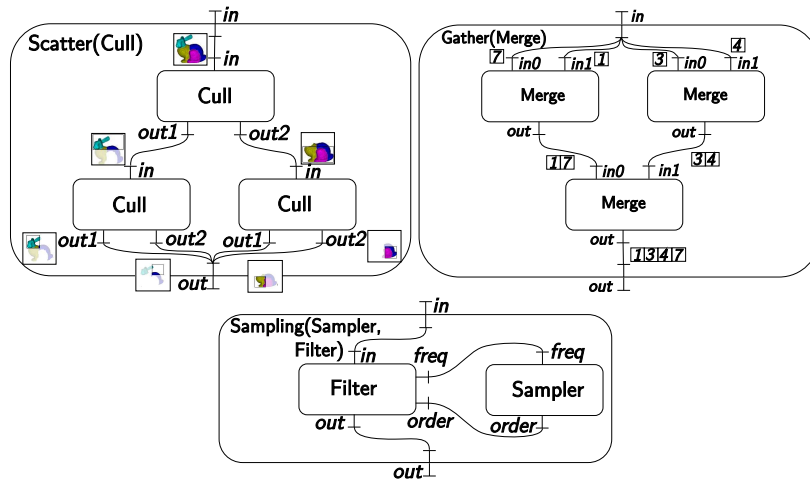 in
Scatter(Cull)
in
Cull
out1
out2
in
in
Cull
Cull
out1
out2
out1
out2
out
in
Gather(Merge)
7
in0
in1
1
3
in0
4
in1
Merge
Merge
out
out
1|7
in0
in1
3|4
Merge
out
1|3|4|7
out
in
Sampling(Sampler,
Filter)
in
freq
freq
Filter
Sampler
out
order
order
out